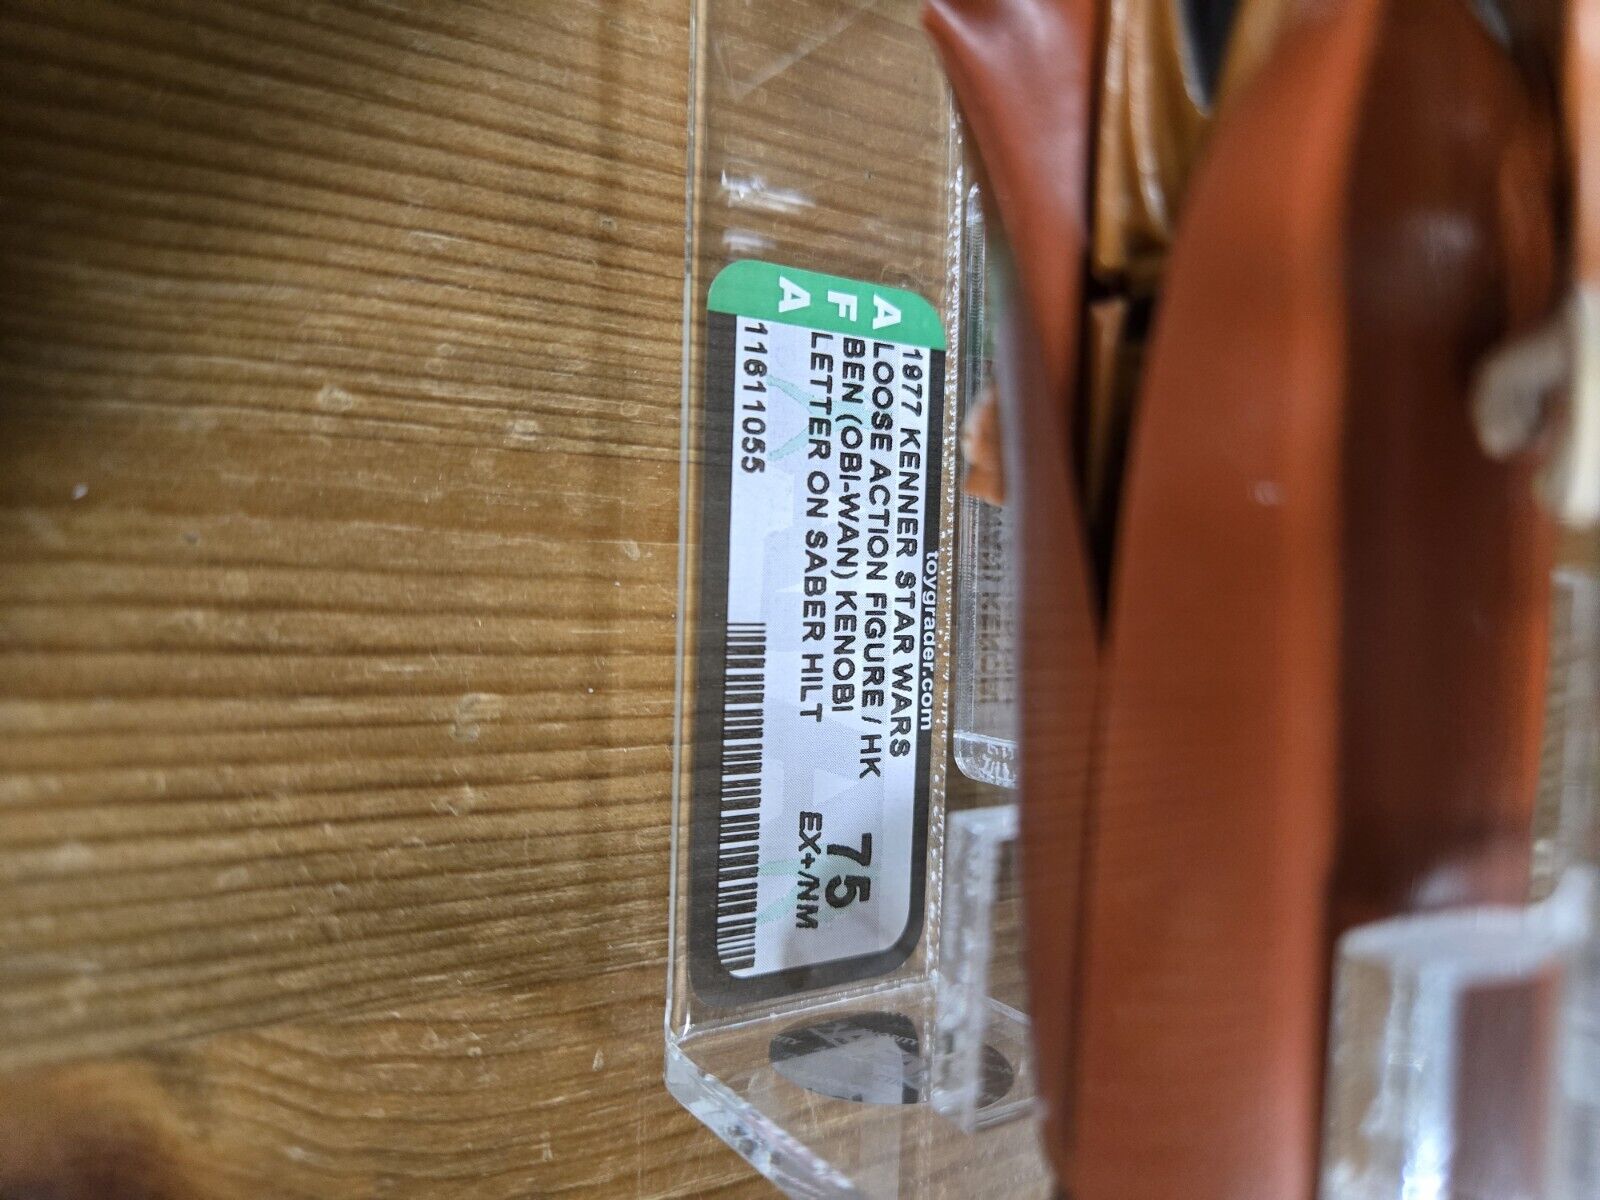 toygrader.com
AFA
1977 KENNER STAR WARS
LOOSE ACTION FIGURE / HK
BEN (OBI-WAN) KENOBI
LETTER ON SABER HILT
75
EX+/NM
11611055